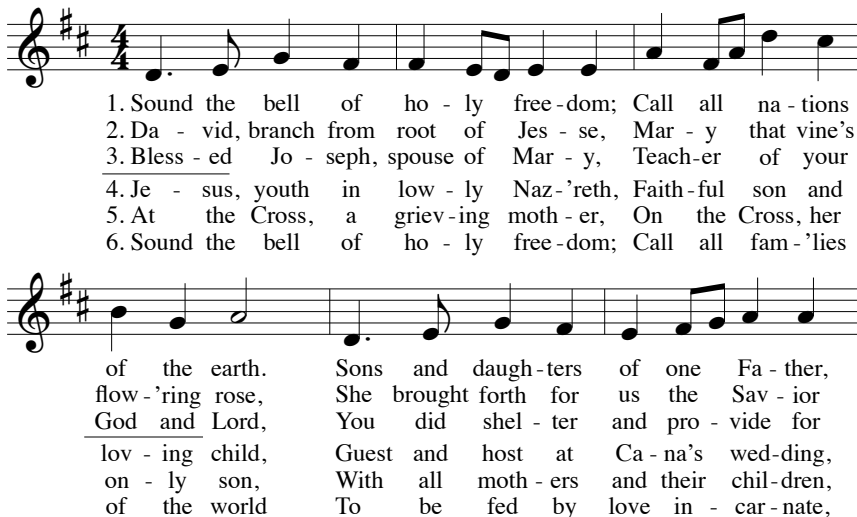 4
4
1. Sound the bell of ho - ly free - dom; Call all na - tions
2. Da - vid, branch from root of Jes - se, Mar - y that vine's
3. Bless - ed Jo - seph, spouse of Mar - y, Teach - er of your
4. Je - sus, youth in low - ly Naz - 'reth, Faith - ful son and
5. At the Cross, a griev - ing moth - er, On the Cross, her
6. Sound the bell of ho - ly free - dom; Call all fam - 'lies
of the earth. Sons and daugh - ters of one Fa - ther,
flow - 'ring rose, She brought forth for us the Sav - ior
God and Lord, You did shel - ter and pro - vide for
lov - ing child, Guest and host at Ca - na's wed - ding,
on - ly son, With all moth - ers and their chil - dren,
of the world To be fed by love in - car - nate,